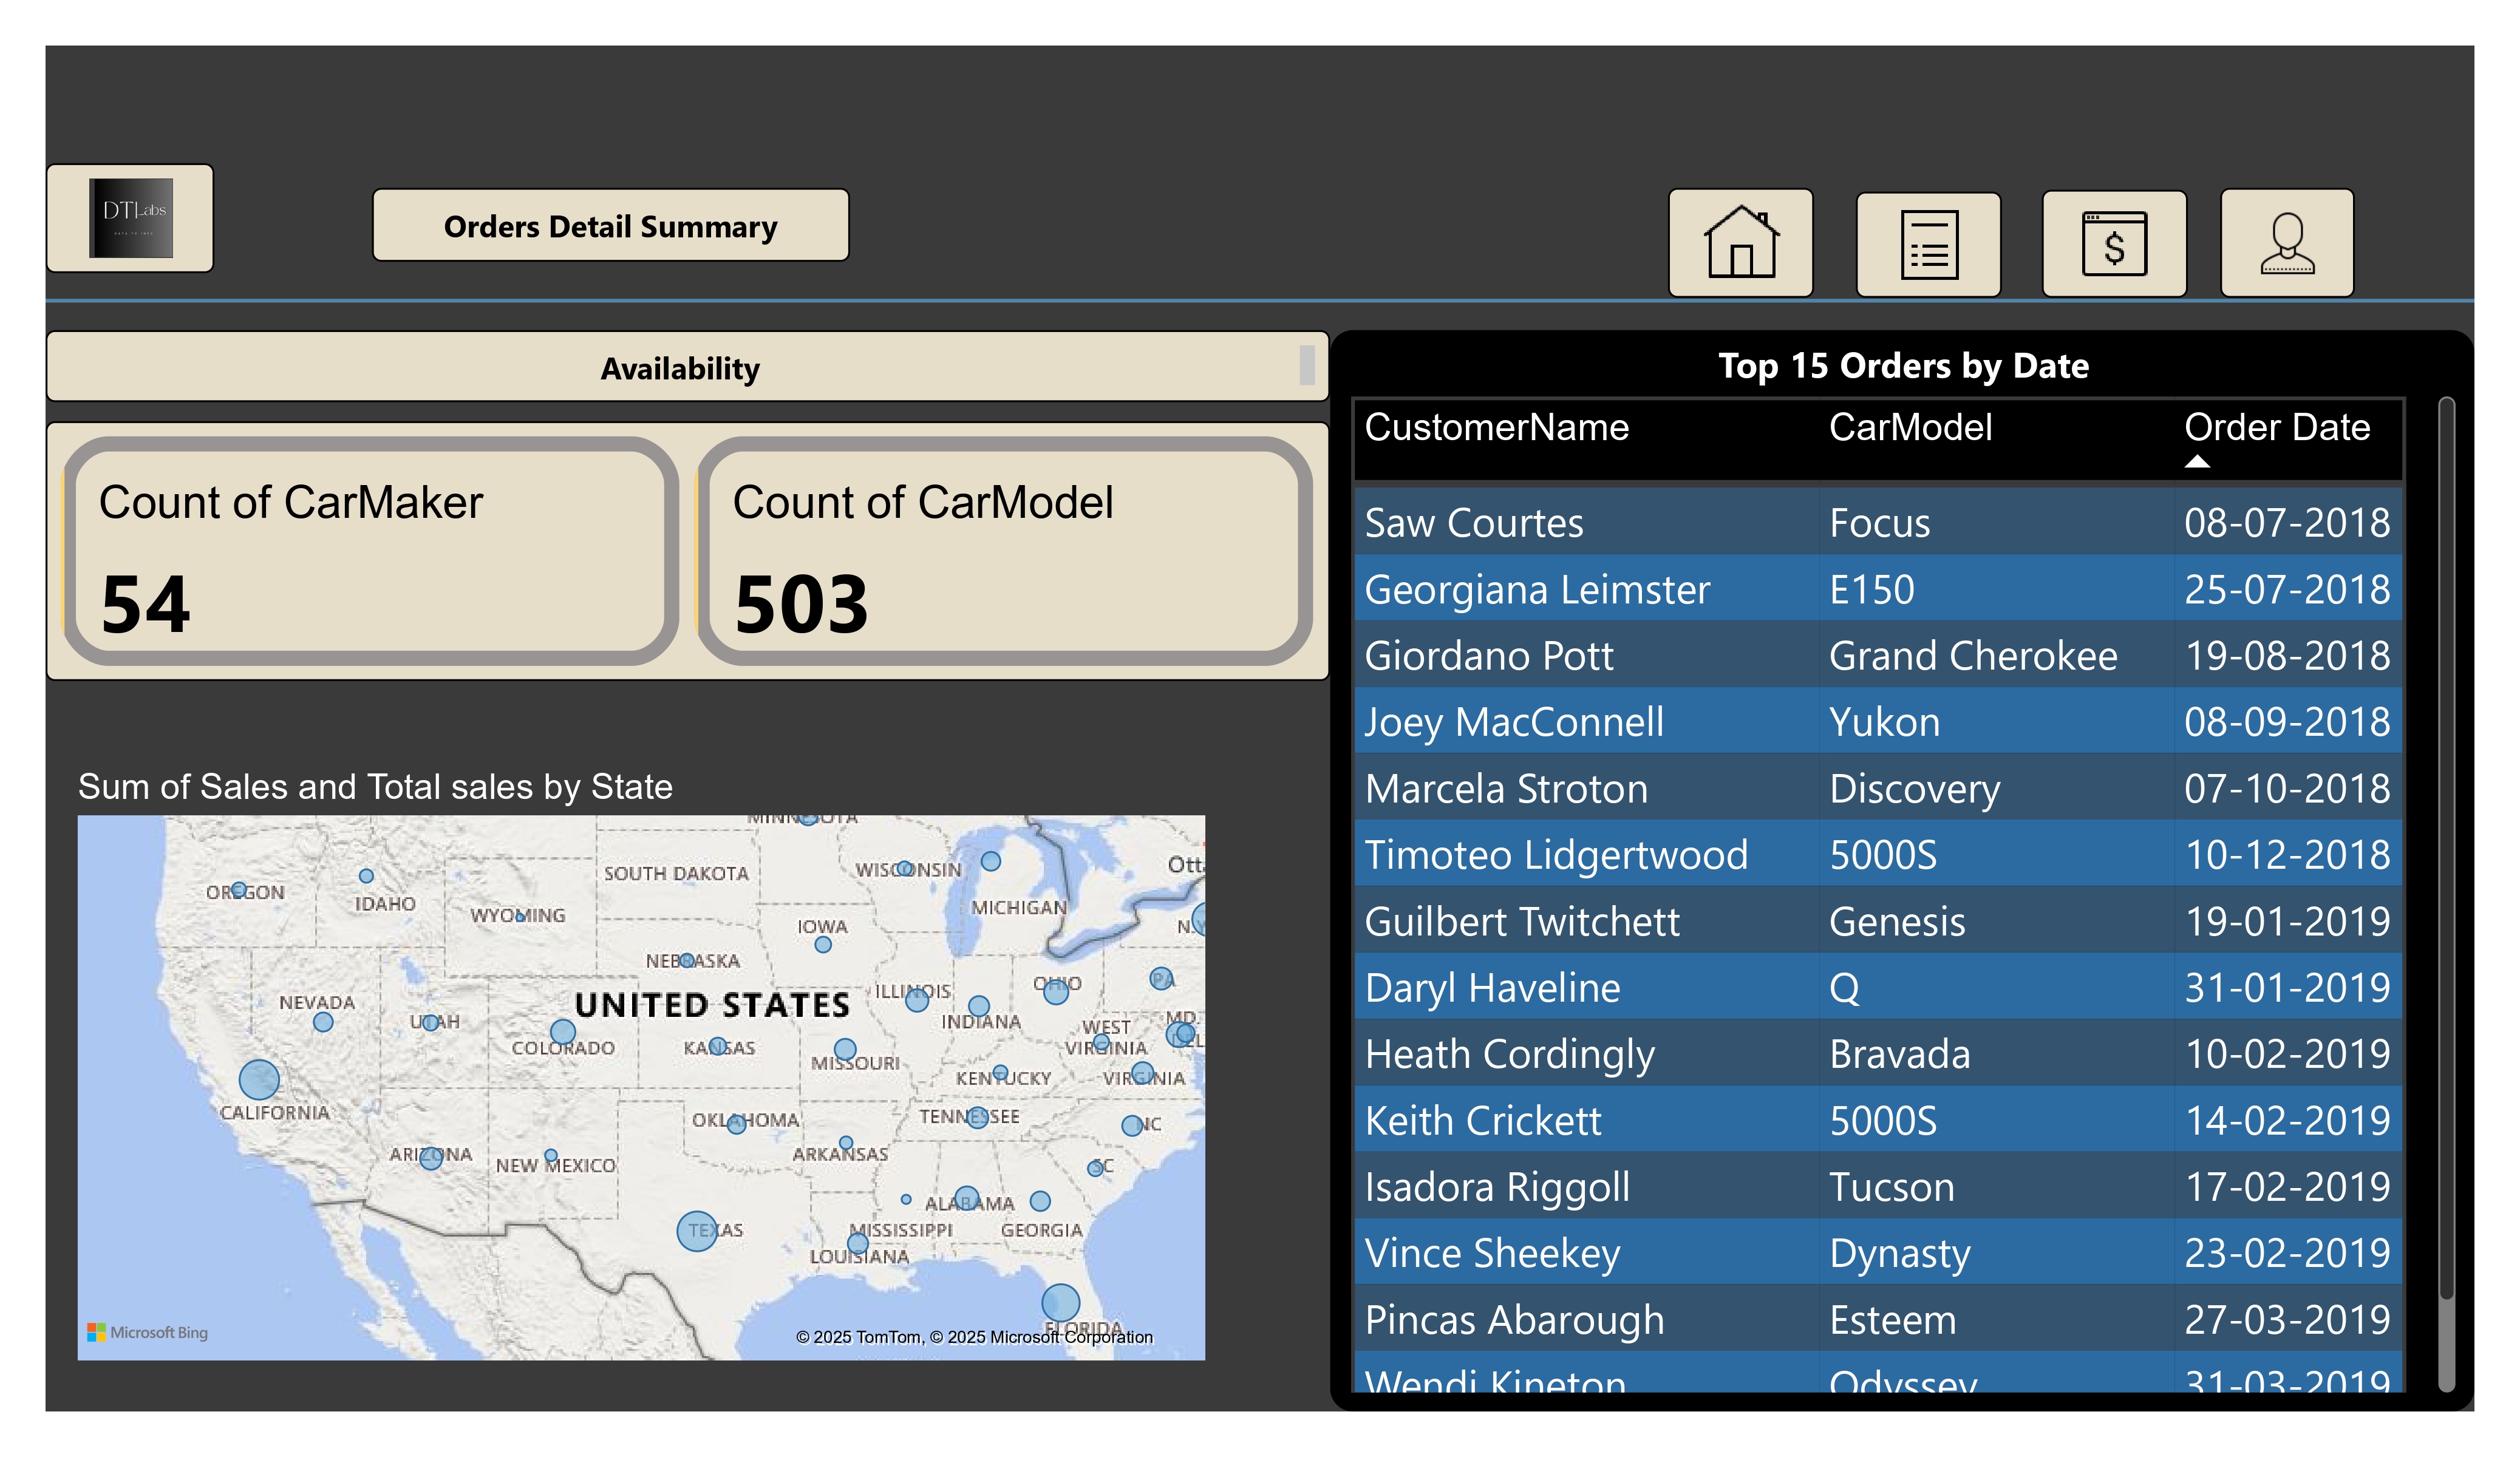 DTLabs
DATA TO INFO
Orders Detail Summary
$
Availability
Count of CarMaker
54
Count of CarModel
503
Sum of Sales and Total sales by State
MINNESOTA
SOUTH DAKOTA
WISCONSIN
OREGON
IDAHO
WYOMING
MICHIGAN
IOWA
NEBRASKA
UNITED STATES
ILLINOIS
OHIO
PA
NEVADA
UTAH
INDIANA
COLORADO
KANSAS
MISSOURI
WEST
VIRGINIA
MD
DEL
KENTUCKY
VIRGINIA
CALIFORNIA
OKLAHOMA
TENNESSEE
NC
ARIZONA
NEW MEXICO
ARKANSAS
SC
ALABAMA
TEXAS
MISSISSIPPI
GEORGIA
LOUISIANA
FLORIDA
Microsoft Bing
© 2025 TomTom, © 2025 Microsoft Corporation
Top 15 Orders by Date
CustomerName CarModel Order Date
Saw Courtes Focus 08-07-2018
Georgiana Leimster E150 25-07-2018
Giordano Pott Grand Cherokee 19-08-2018
Joey MacConnell Yukon 08-09-2018
Marcela Stroton Discovery 07-10-2018
Timoteo Lidgertwood 5000S 10-12-2018
Guilbert Twitchett Genesis 19-01-2019
Daryl Haveline Q 31-01-2019
Heath Cordingly Bravada 10-02-2019
Keith Crickett 5000S 14-02-2019
Isadora Riggoll Tucson 17-02-2019
Vince Sheekey Dynasty 23-02-2019
Pincas Abarough Esteem 27-03-2019
Wendi Kineton Odyssey 31-03-2019